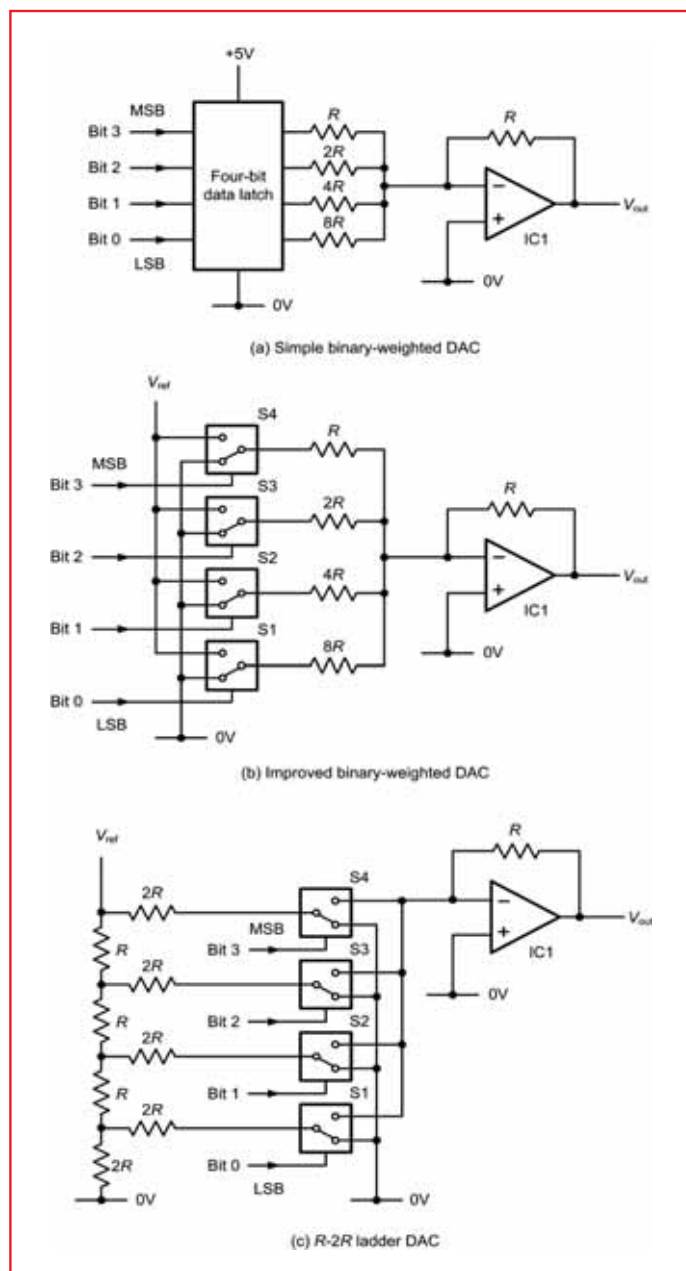 +5V
MSB
Bit 3
Bit 2
Bit 1
Bit 0
LSB
Four-bit
data latch
R
2R
4R
8R
R
IC1
Vout
0V
0V
(a) Simple binary-weighted DAC
Vref
S4
MSB
Bit 3
S3
Bit 2
S2
Bit 1
S1
Bit 0
LSB
0V
R
2R
4R
8R
R
IC1
Vout
0V
(b) Improved binary-weighted DAC
Vref
2R
S4
MSB
Bit 3
R
2R
S3
Bit 2
R
2R
S2
Bit 1
R
2R
S1
Bit 0
LSB
2R
0V
0V
R
IC1
Vout
0V
(c) R-2R ladder DAC